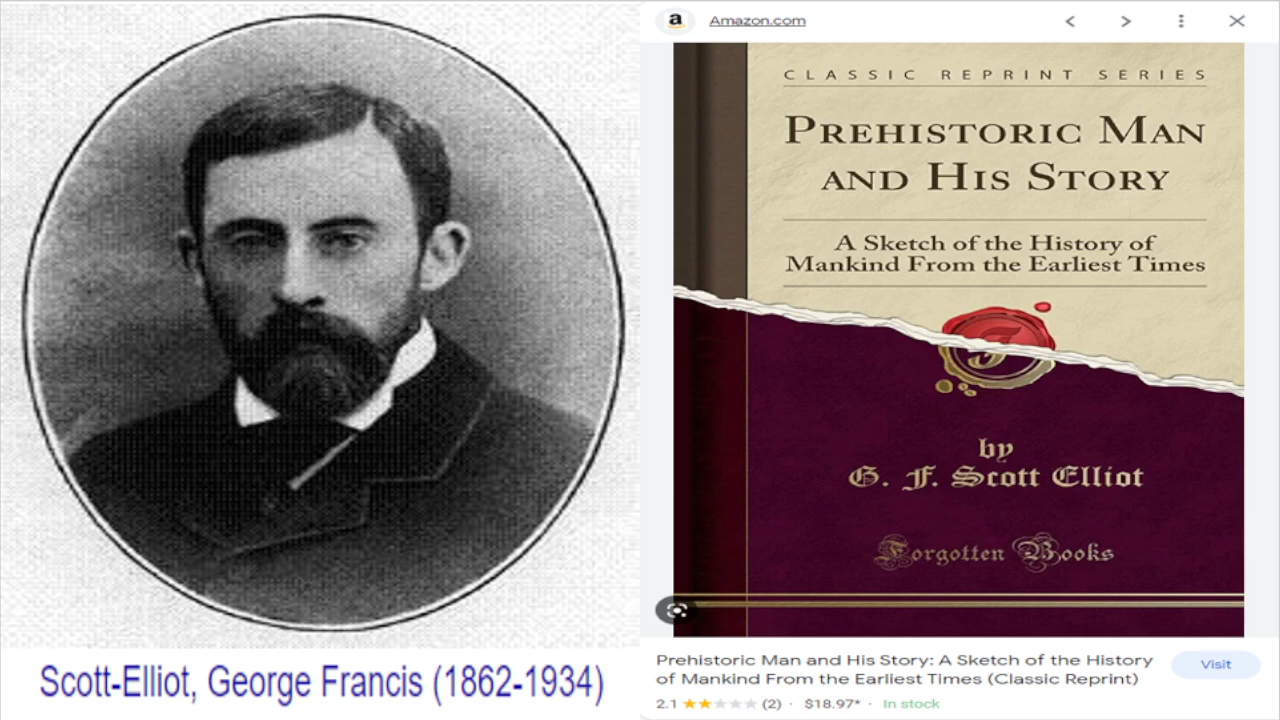 Scott-Elliot, George Francis (1862-1934)
Amazon.com
CLASSIC REPRINT SERIES
PREHISTORIC MAN
AND HIS STORY
A Sketch of the History of
Mankind From the Earliest Times
by
G. F. Scott Elliot
Forgotten Books
Prehistoric Man and His Story: A Sketch of the History
of Mankind From the Earliest Times (Classic Reprint)
Visit
2.1 ★★★★★ (2) · $18.97* · In stock